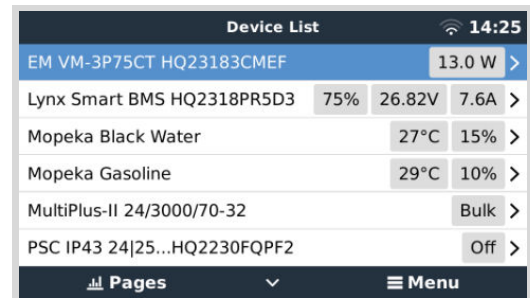 Device List 14:25
EM VM-3P75CT HQ23183CMEF 13.0 W
Lynx Smart BMS HQ2318PR5D3 75% 26.82V 7.6A
Mopeka Black Water 27°C 15%
Mopeka Gasoline 29°C 10%
MultiPlus-II 24/3000/70-32 Bulk
PSC IP43 24|25...HQ2230FQPF2 Off
Pages Menu